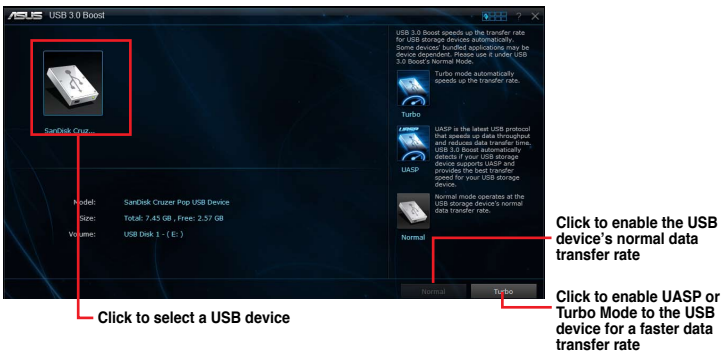 ASUS USB 3.0 Boost
? X
USB 3.0 Boost speeds up the transfer rate
for USB storage devices automatically.
Some devices' bundled applications may be
device dependent. Please use it under USB
3.0 Boost's Normal Mode.
Turbo mode automatically
speeds up the transfer rate.
Turbo
SanDisk Cruz...
UASP
UASP is the latest USB protocol
that speeds up data throughput
and reduces data transfer time.
USB 3.0 Boost automatically
detects if your USB storage
device supports UASP and
provides the best transfer
speed for your USB storage
device.
UASP
Normal mode operates at the
USB storage device's normal
data transfer rate.
Normal
Model: SanDisk Cruzer Pop USB Device
Size: Total: 7.45 GB , Free: 2.57 GB
Volume: USB Disk 1 - ( E: )
Normal Turbo
Click to enable the USB
device's normal data
transfer rate
Click to enable UASP or
Turbo Mode to the USB
device for a faster data
transfer rate
Click to select a USB device